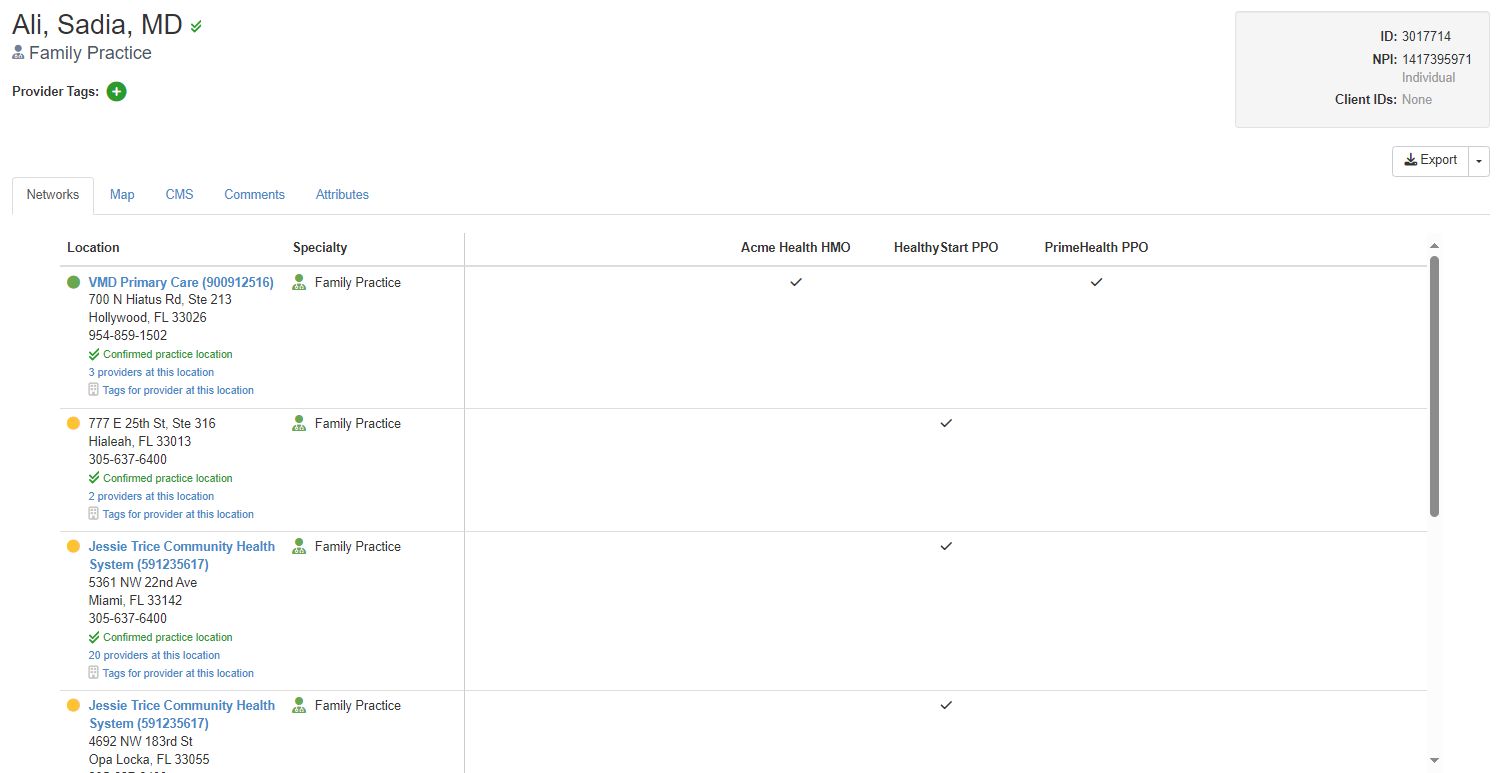 Ali, Sadia, MD
Family Practice
Provider Tags:
ID: 3017714
NPI: 1417395971
Individual
Client IDs: None
Export
Networks Map CMS Comments Attributes
Location Specialty Acme Health HMO HealthyStart PPO PrimeHealth PPO
VMD Primary Care (900912516) Family Practice
700 N Hiatus Rd, Ste 213
Hollywood, FL 33026
954-859-1502
Confirmed practice location
3 providers at this location
Tags for provider at this location
777 E 25th St, Ste 316 Family Practice
Hialeah, FL 33013
305-637-6400
Confirmed practice location
2 providers at this location
Tags for provider at this location
Jessie Trice Community Health Family Practice
System (591235617)
5361 NW 22nd Ave
Miami, FL 33142
305-637-6400
Confirmed practice location
20 providers at this location
Tags for provider at this location
Jessie Trice Community Health Family Practice
System (591235617)
4692 NW 183rd St
Opa Locka, FL 33055